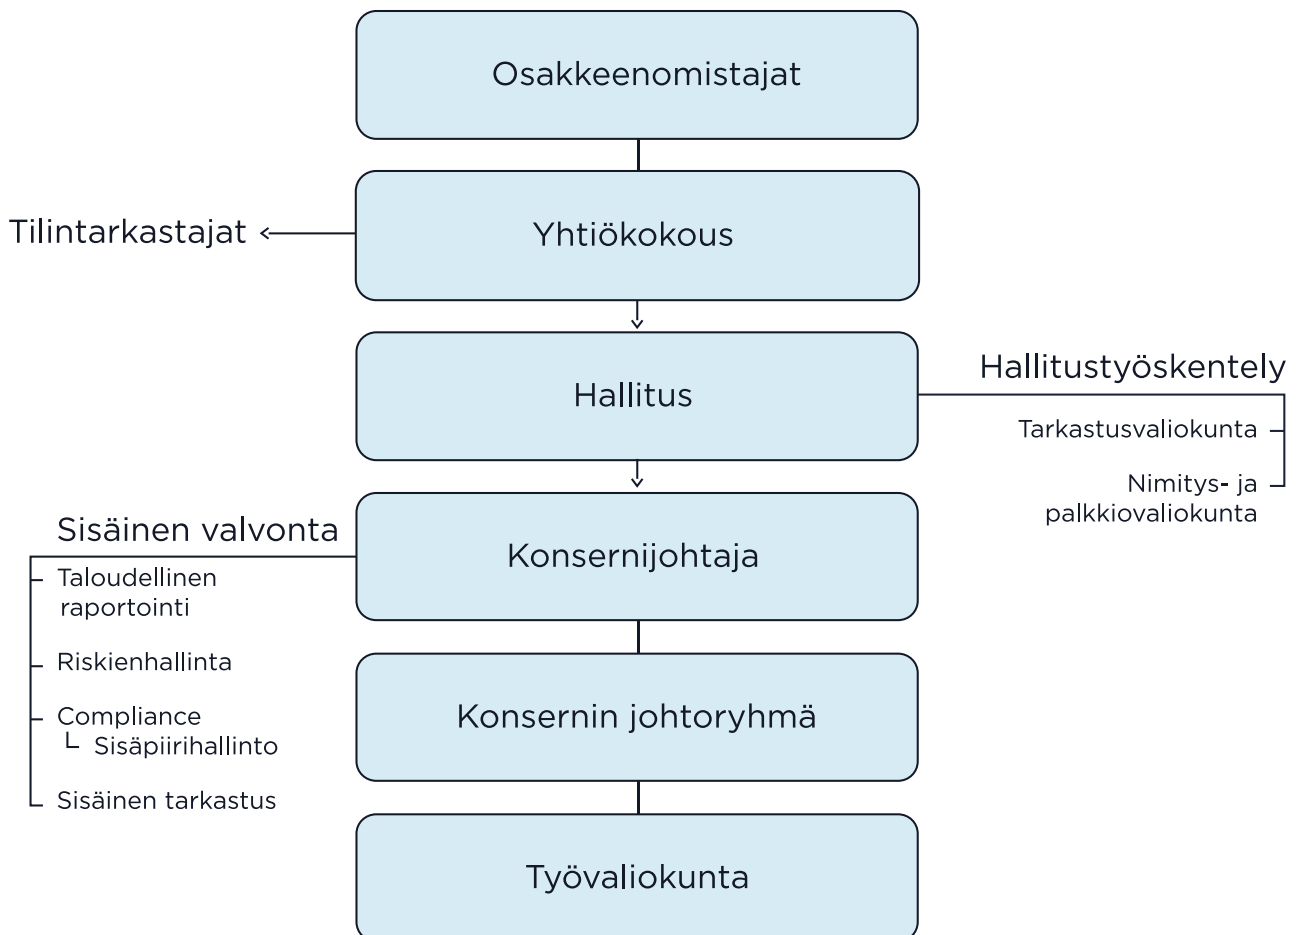 Osakkeenomistajat
Tilintarkastajat
Yhtiökokous
Hallitus
Hallitustyöskentely
Tarkastusvaliokunta
Nimitys- ja
palkkiovaliokunta
Sisäinen valvonta
Taloudellinen
raportointi
Riskienhallinta
Compliance
Sisäpiirihallinto
Sisäinen tarkastus
Konsernijohtaja
Konsernin johtoryhmä
Työvaliokunta